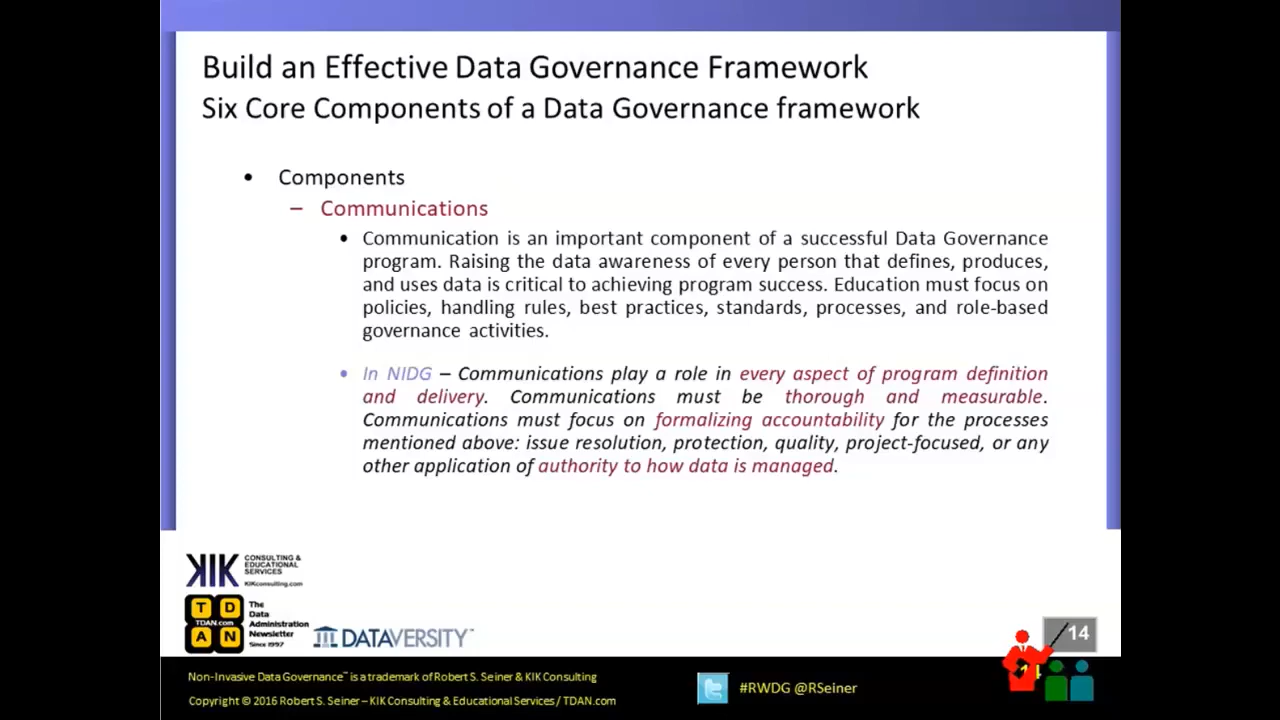 Build an Effective Data Governance Framework
Six Core Components of a Data Governance framework
• Components
– Communications
• Communication is an important component of a successful Data Governance
program. Raising the data awareness of every person that defines, produces,
and uses data is critical to achieving program success. Education must focus on
policies, handling rules, best practices, standards, processes, and role-based
governance activities.
• In NIDG – Communications play a role in every aspect of program definition
and delivery. Communications must be thorough and measurable.
Communications must focus on formalizing accountability for the processes
mentioned above: issue resolution, protection, quality, project-focused, or any
other application of authority to how data is managed.
KIK CONSULTING &
EDUCATIONAL
SERVICES
KIKconsulting.com
T D
TDAN.com
A N
The
Data
Administration
Newsletter
Since 1997
DATAVERSITY™
14
Non-Invasive Data Governance™ is a trademark of Robert S. Seiner & KIK Consulting
Copyright © 2016 Robert S. Seiner – KIK Consulting & Educational Services / TDAN.com
#RWDG @RSeiner